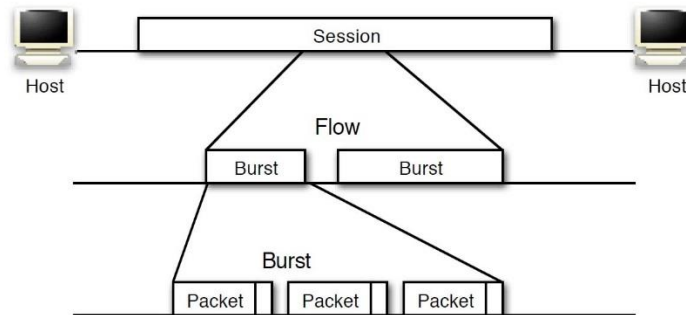 Session
Host Host
Flow
Burst Burst
Burst
Packet Packet Packet